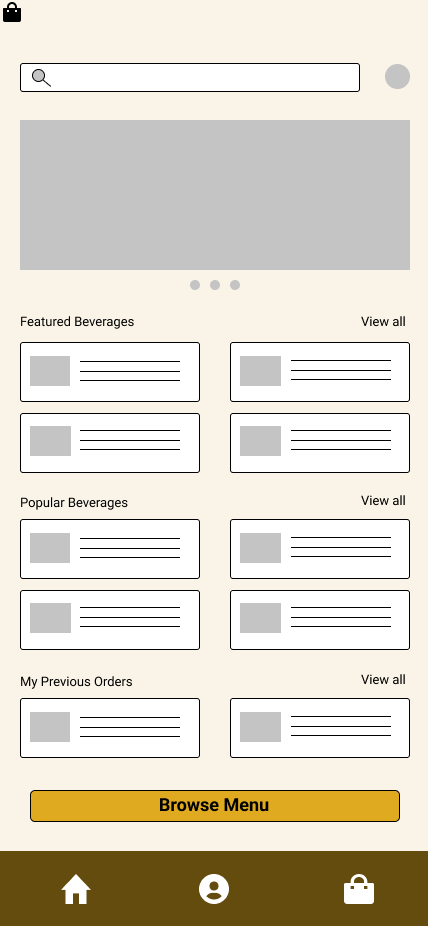 Featured Beverages
View all
Popular Beverages
View all
My Previous Orders
View all
Browse Menu